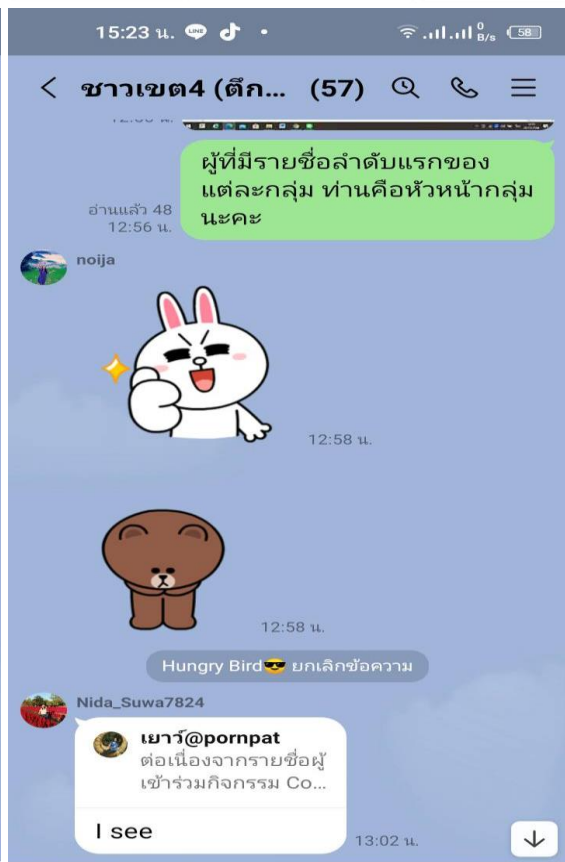 15:23 น.
0 B/s 58
ชาวเขต4 (ตึก... (57)
ผู้ที่มีรายชื่อลำดับแรกของ
แต่ละกลุ่ม ท่านคือหัวหน้ากลุ่ม
นะคะ
อ่านแล้ว 48
12:56 น.
noija
12:58 น.
12:58 น.
Hungry Bird😎 ยกเลิกข้อความ
Nida_Suwa7824
เยาว์@pornpat
ต่อเนื่องจากรายชื่อผู้
เข้าร่วมกิจกรรม Co...
I see
13:02 น.